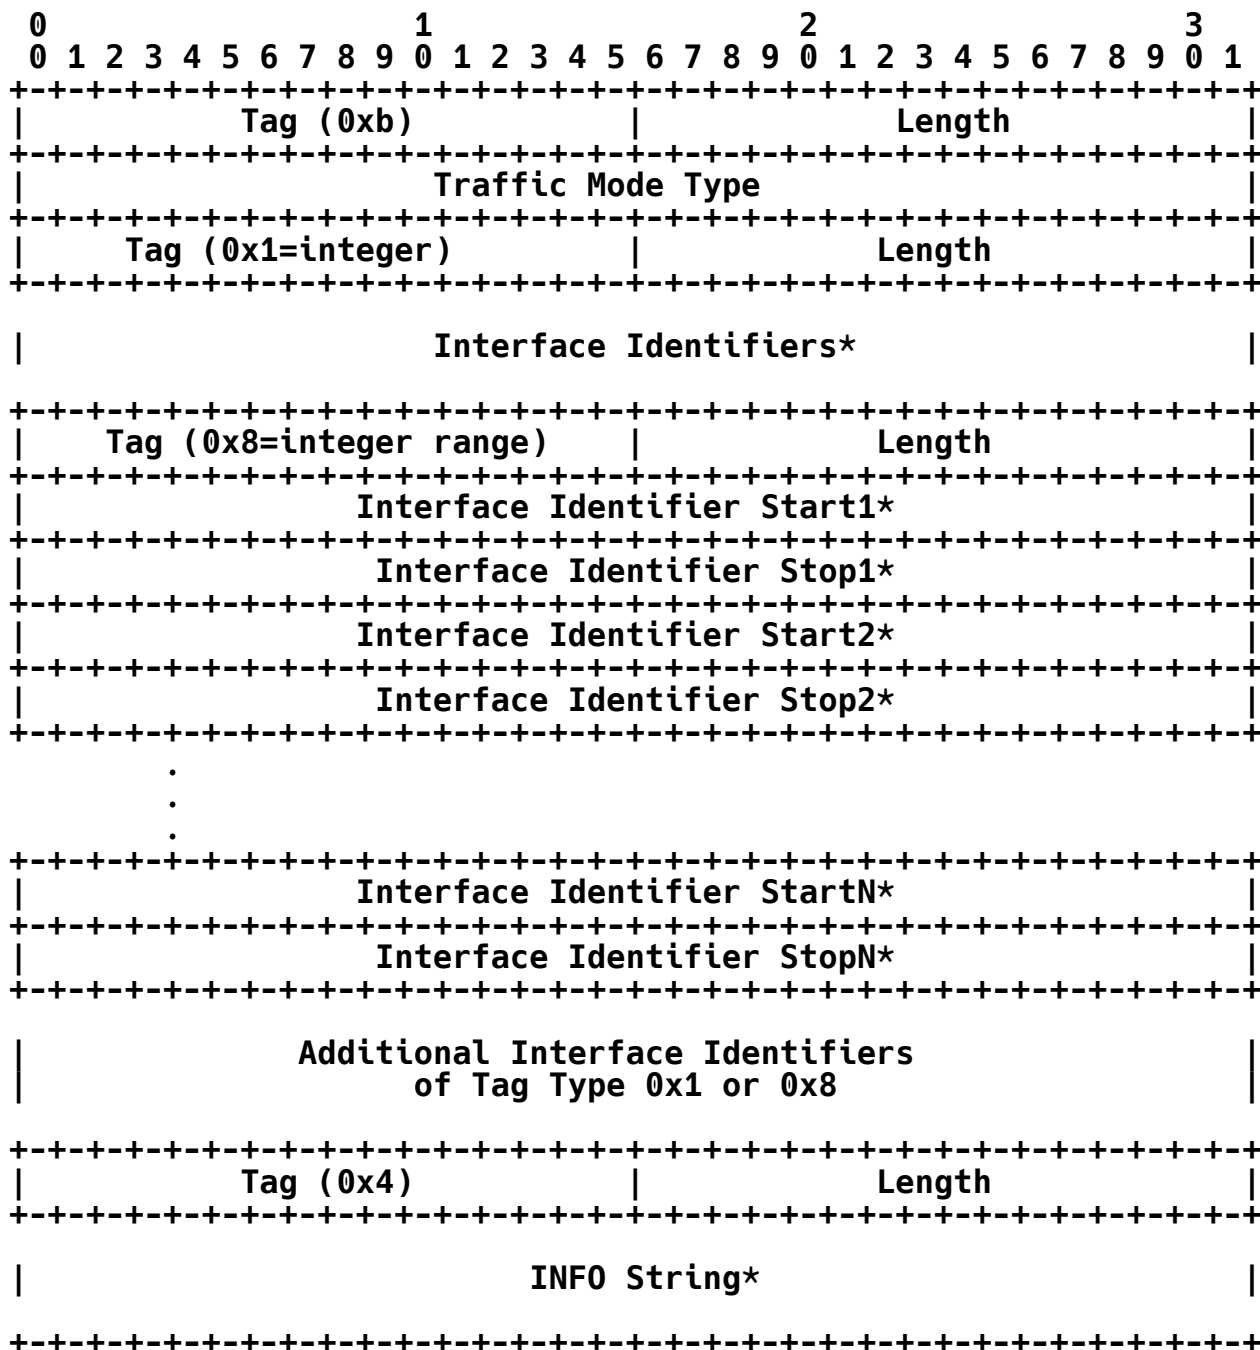 0                   1                   2                   3
 0 1 2 3 4 5 6 7 8 9 0 1 2 3 4 5 6 7 8 9 0 1 2 3 4 5 6 7 8 9 0 1
+-+-+-+-+-+-+-+-+-+-+-+-+-+-+-+-+-+-+-+-+-+-+-+-+-+-+-+-+-+-+-+-+
|           Tag (0xb)           |             Length            |
+-+-+-+-+-+-+-+-+-+-+-+-+-+-+-+-+-+-+-+-+-+-+-+-+-+-+-+-+-+-+-+-+
|                     Traffic Mode Type                         |
+-+-+-+-+-+-+-+-+-+-+-+-+-+-+-+-+-+-+-+-+-+-+-+-+-+-+-+-+-+-+-+-+
|     Tag (0x1=integer)         |            Length             |
+-+-+-+-+-+-+-+-+-+-+-+-+-+-+-+-+-+-+-+-+-+-+-+-+-+-+-+-+-+-+-+-+
|                     Interface Identifiers*                    |
+-+-+-+-+-+-+-+-+-+-+-+-+-+-+-+-+-+-+-+-+-+-+-+-+-+-+-+-+-+-+-+-+
|    Tag (0x8=integer range)    |            Length             |
+-+-+-+-+-+-+-+-+-+-+-+-+-+-+-+-+-+-+-+-+-+-+-+-+-+-+-+-+-+-+-+-+
|                 Interface Identifier Start1*                  |
+-+-+-+-+-+-+-+-+-+-+-+-+-+-+-+-+-+-+-+-+-+-+-+-+-+-+-+-+-+-+-+-+
|                  Interface Identifier Stop1*                  |
+-+-+-+-+-+-+-+-+-+-+-+-+-+-+-+-+-+-+-+-+-+-+-+-+-+-+-+-+-+-+-+-+
|                 Interface Identifier Start2*                  |
+-+-+-+-+-+-+-+-+-+-+-+-+-+-+-+-+-+-+-+-+-+-+-+-+-+-+-+-+-+-+-+-+
|                  Interface Identifier Stop2*                  |
+-+-+-+-+-+-+-+-+-+-+-+-+-+-+-+-+-+-+-+-+-+-+-+-+-+-+-+-+-+-+-+-+
        .
        .
        .
+-+-+-+-+-+-+-+-+-+-+-+-+-+-+-+-+-+-+-+-+-+-+-+-+-+-+-+-+-+-+-+-+
|                 Interface Identifier StartN*                  |
+-+-+-+-+-+-+-+-+-+-+-+-+-+-+-+-+-+-+-+-+-+-+-+-+-+-+-+-+-+-+-+-+
|                  Interface Identifier StopN*                  |
+-+-+-+-+-+-+-+-+-+-+-+-+-+-+-+-+-+-+-+-+-+-+-+-+-+-+-+-+-+-+-+-+
|              Additional Interface Identifiers                 |
|                    of Tag Type 0x1 or 0x8                     |
+-+-+-+-+-+-+-+-+-+-+-+-+-+-+-+-+-+-+-+-+-+-+-+-+-+-+-+-+-+-+-+-+
|           Tag (0x4)           |            Length             |
+-+-+-+-+-+-+-+-+-+-+-+-+-+-+-+-+-+-+-+-+-+-+-+-+-+-+-+-+-+-+-+-+
|                          INFO String*                         |
+-+-+-+-+-+-+-+-+-+-+-+-+-+-+-+-+-+-+-+-+-+-+-+-+-+-+-+-+-+-+-+-+